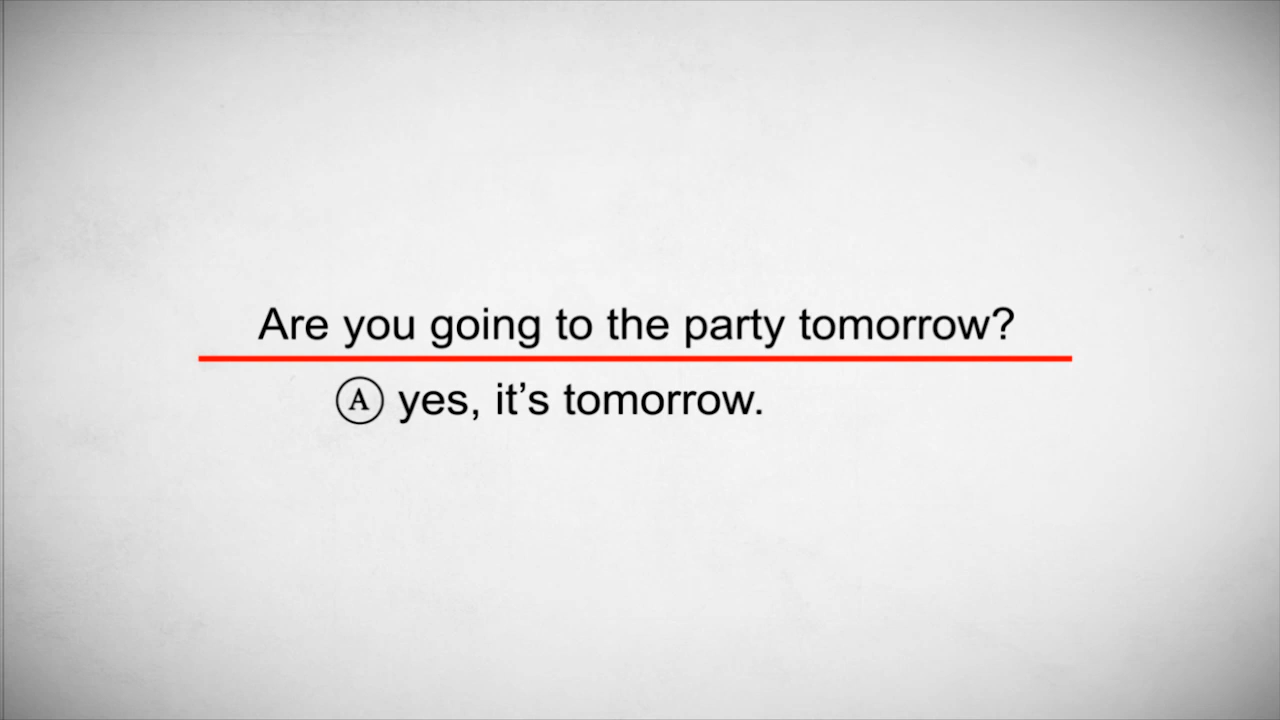 Are you going to the party tomorrow?
Ⓐ yes, it’s tomorrow.